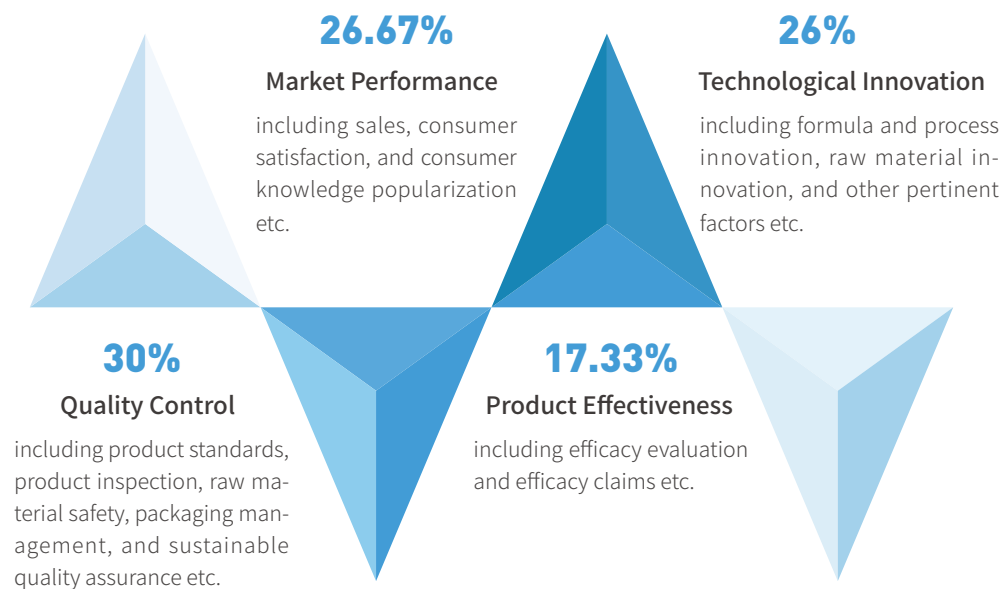 26.67%
Market Performance
including sales, consumer
satisfaction, and consumer
knowledge popularization
etc.
26%
Technological Innovation
including formula and process
innovation, raw material in-
novation, and other pertinent
factors etc.
30%
Quality Control
including product standards,
product inspection, raw ma-
terial safety, packaging man-
agement, and sustainable
quality assurance etc.
17.33%
Product Effectiveness
including efficacy evaluation
and efficacy claims etc.